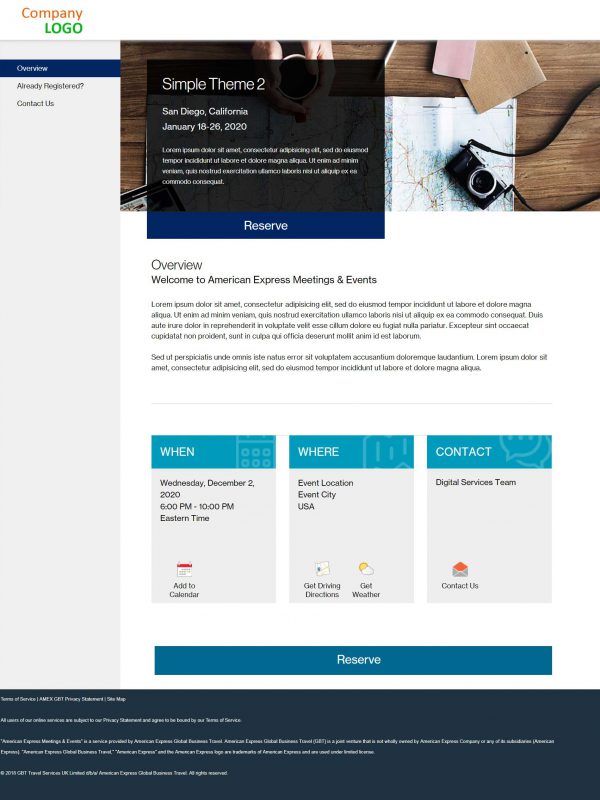 Company
LOGO
Overview
Already Registered?
Contact Us
Simple Theme 2
San Diego, California
January 18-26, 2020
Lorem ipsum dolor sit amet, consectetur adipisicing elit, sed do eiusmod
tempor incididunt ut labore et dolore magna aliqua. Ut enim ad minim
veniam, quis nostrud exercitation ullamco laboris nisi ut aliquip ex ea
commodo consequat.
Reserve
Overview
Welcome to American Express Meetings & Events
Lorem ipsum dolor sit amet, consectetur adipisicing elit, sed do eiusmod tempor incididunt ut labore et dolore magna
aliqua. Ut enim ad minim veniam, quis nostrud exercitation ullamco laboris nisi ut aliquip ex ea commodo consequat. Duis
aute irure dolor in reprehenderit in voluptate velit esse cillum dolore eu fugiat nulla pariatur. Excepteur sint occaecat
cupidatat non proident, sunt in culpa qui officia deserunt mollit anim id est laborum.
Sed ut perspiciatis unde omnis iste natus error sit voluptatem accusantium doloremque laudantium. Lorem ipsum dolor sit
amet, consectetur adipisicing elit, sed do eiusmod tempor incididunt ut labore et dolore magna aliqua.
WHEN
Wednesday, December 2,
2020
6:00 PM - 10:00 PM
Eastern Time
Add to
Calendar
WHERE
Event Location
Event City
USA
Get Driving
Directions
Get
Weather
CONTACT
Digital Services Team
Contact Us
Reserve
Terms of Service | AMEX GBT Privacy Statement | Site Map
All users of our online services are subject to our Privacy Statement and agree to be bound by our Terms of Service.
"American Express Meetings & Events" is a service provided by American Express Global Business Travel. American Express Global Business Travel (GBT) is a joint venture that is not wholly owned by American Express Company or any of its subsidiaries (American
Express). "American Express Global Business Travel," "American Express" and the American Express logo are trademarks of American Express and are used under limited license.
© 2018 GBT Travel Services UK Limited d/b/a/ American Express Global Business Travel. All rights reserved.